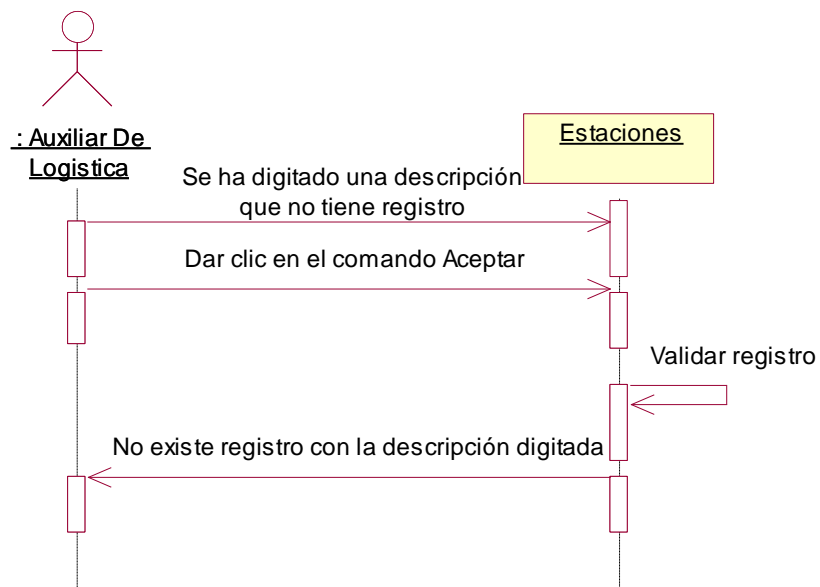 : Auxiliar De
Logistica
Estaciones
Se ha digitado una descripción
que no tiene registro
Dar clic en el comando Aceptar
Validar registro
No existe registro con la descripción digitada